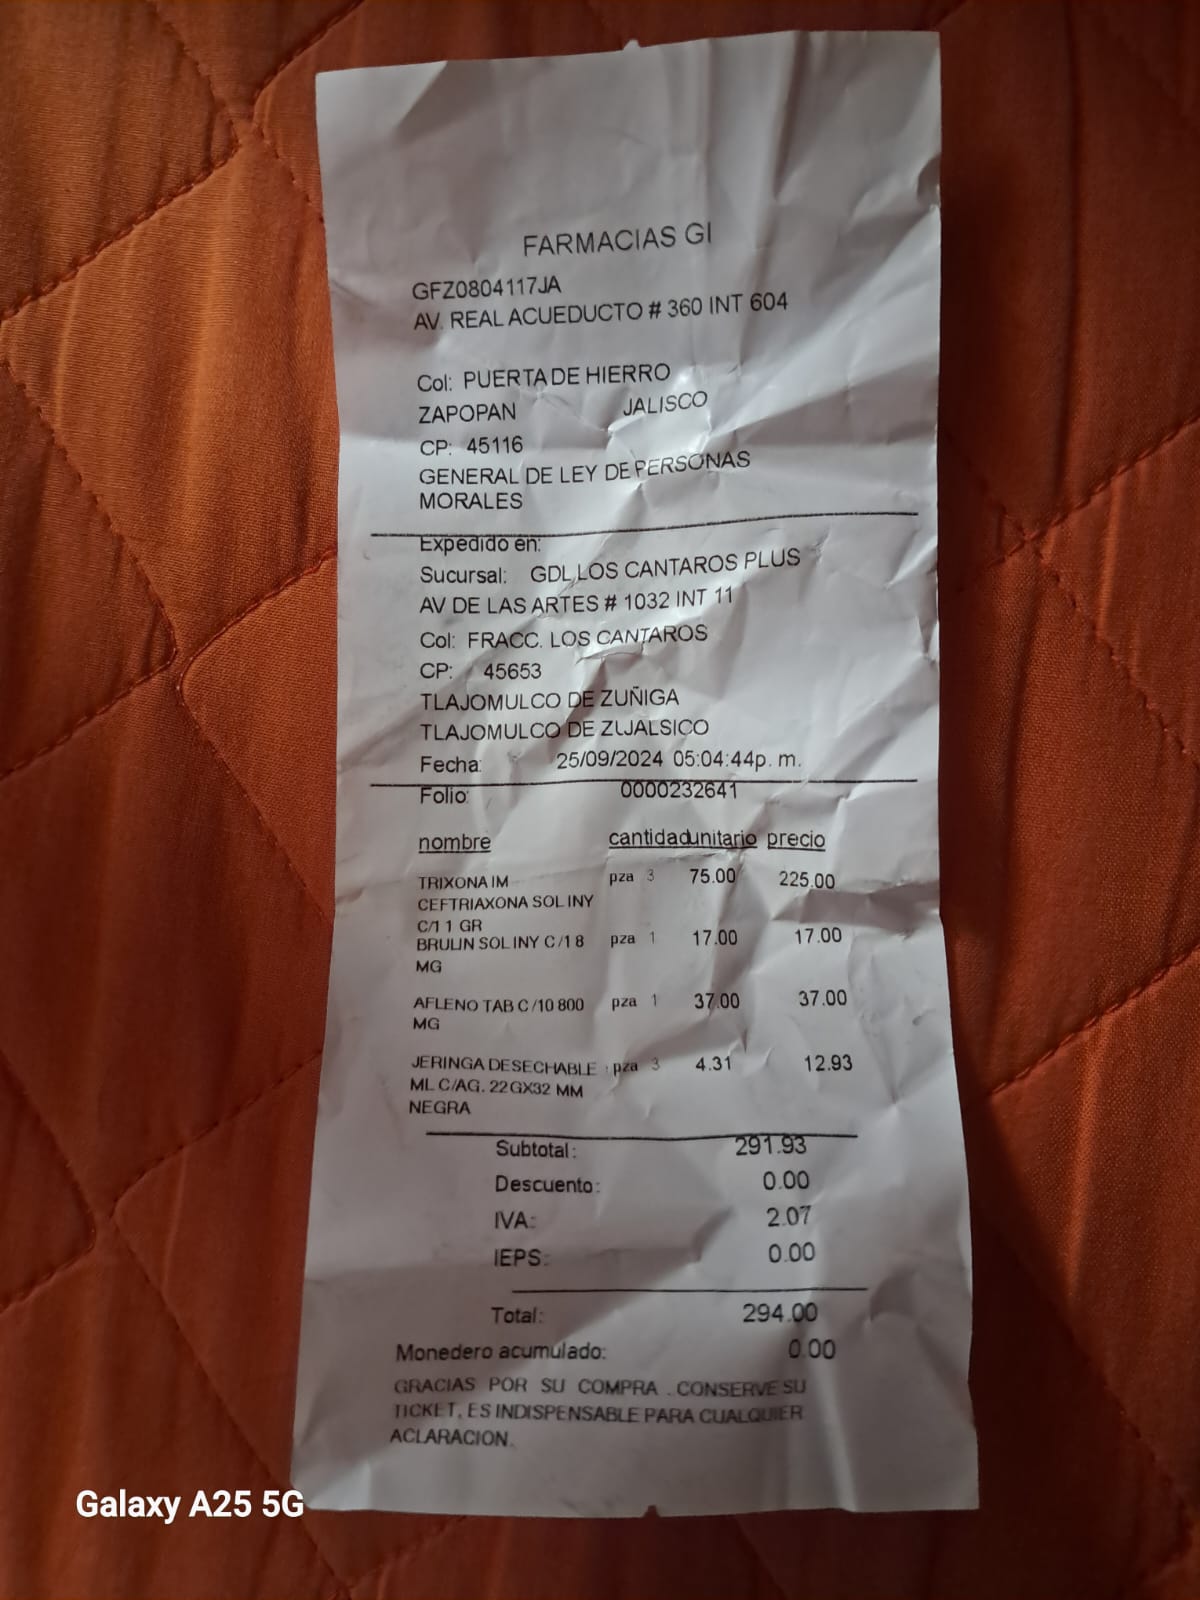 FARMACIAS GI
GFZ0804117JA
AV. REAL ACUEDUCTO # 360 INT 604
Col: PUERTA DE HIERRO
ZAPOPAN JALISCO
CP: 45116
GENERAL DE LEY DE PERSONAS
MORALES
Expedido en:
Sucursal: GDL LOS CANTAROS PLUS
AV DE LAS ARTES # 1032 INT 11
Col: FRACC. LOS CANTAROS
CP: 45653
TLAJOMULCO DE ZUÑIGA
TLAJOMULCO DE ZUJALSICO
Fecha: 25/09/2024 05:04:44p. m.
Folio: 0000232641
nombre cantidad unitario precio
TRIXONA IM pza 3 75.00 225.00
CEFTRIAXONA SOL INY
C/1 1 GR
BRULIN SOL INY C/1 8 pza 1 17.00 17.00
MG
AFLENO TAB C/10 800 pza 1 37.00 37.00
MG
JERINGA DESECHABLE pza 3 4.31 12.93
ML C/AG. 22GX32 MM
NEGRA
Subtotal: 291.93
Descuento: 0.00
IVA: 2.07
IEPS: 0.00
Total: 294.00
Monedero acumulado: 0.00
GRACIAS POR SU COMPRA . CONSERVE SU
TICKET, ES INDISPENSABLE PARA CUALQUIER
ACLARACION.
Galaxy A25 5G